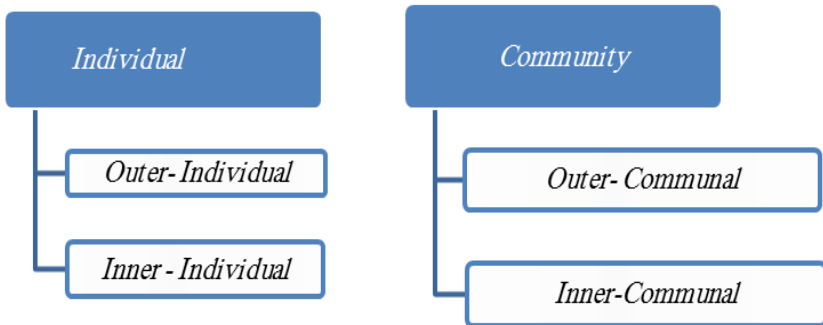 Individual
Outer- Individual
Inner - Individual
Community
Outer- Communal
Inner-Communal